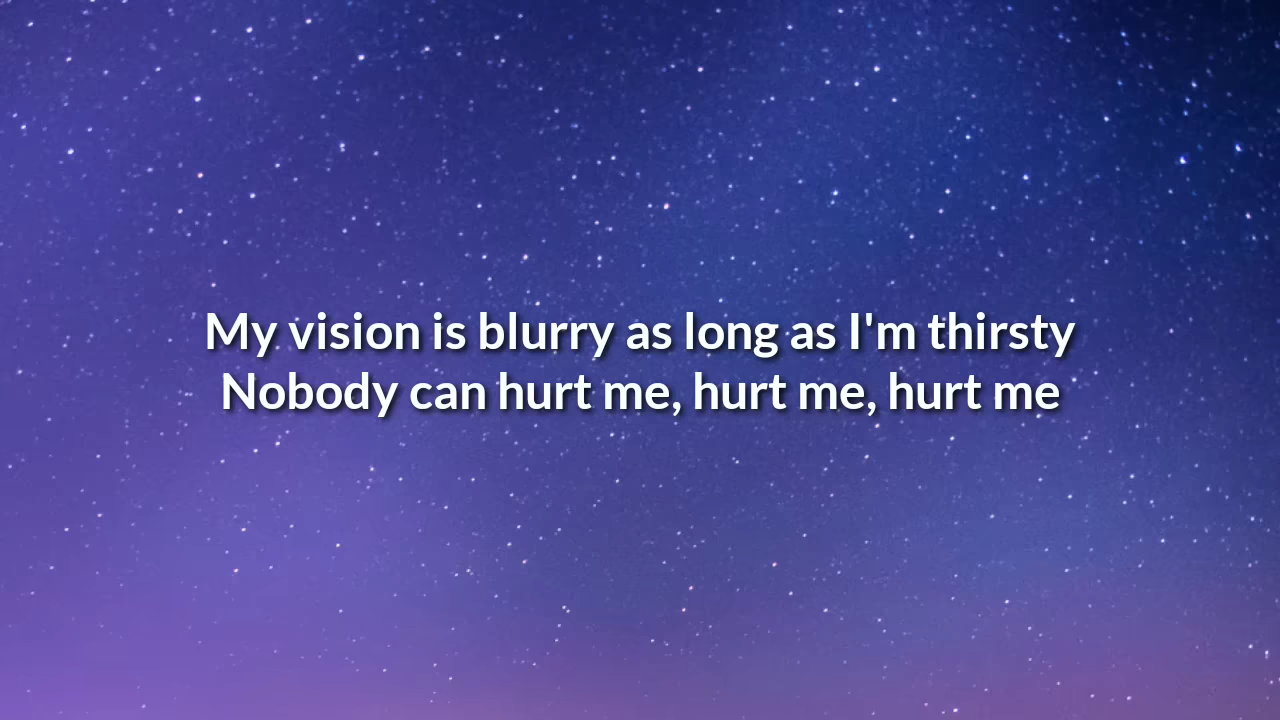 My vision is blurry as long as I'm thirsty
Nobody can hurt me, hurt me, hurt me